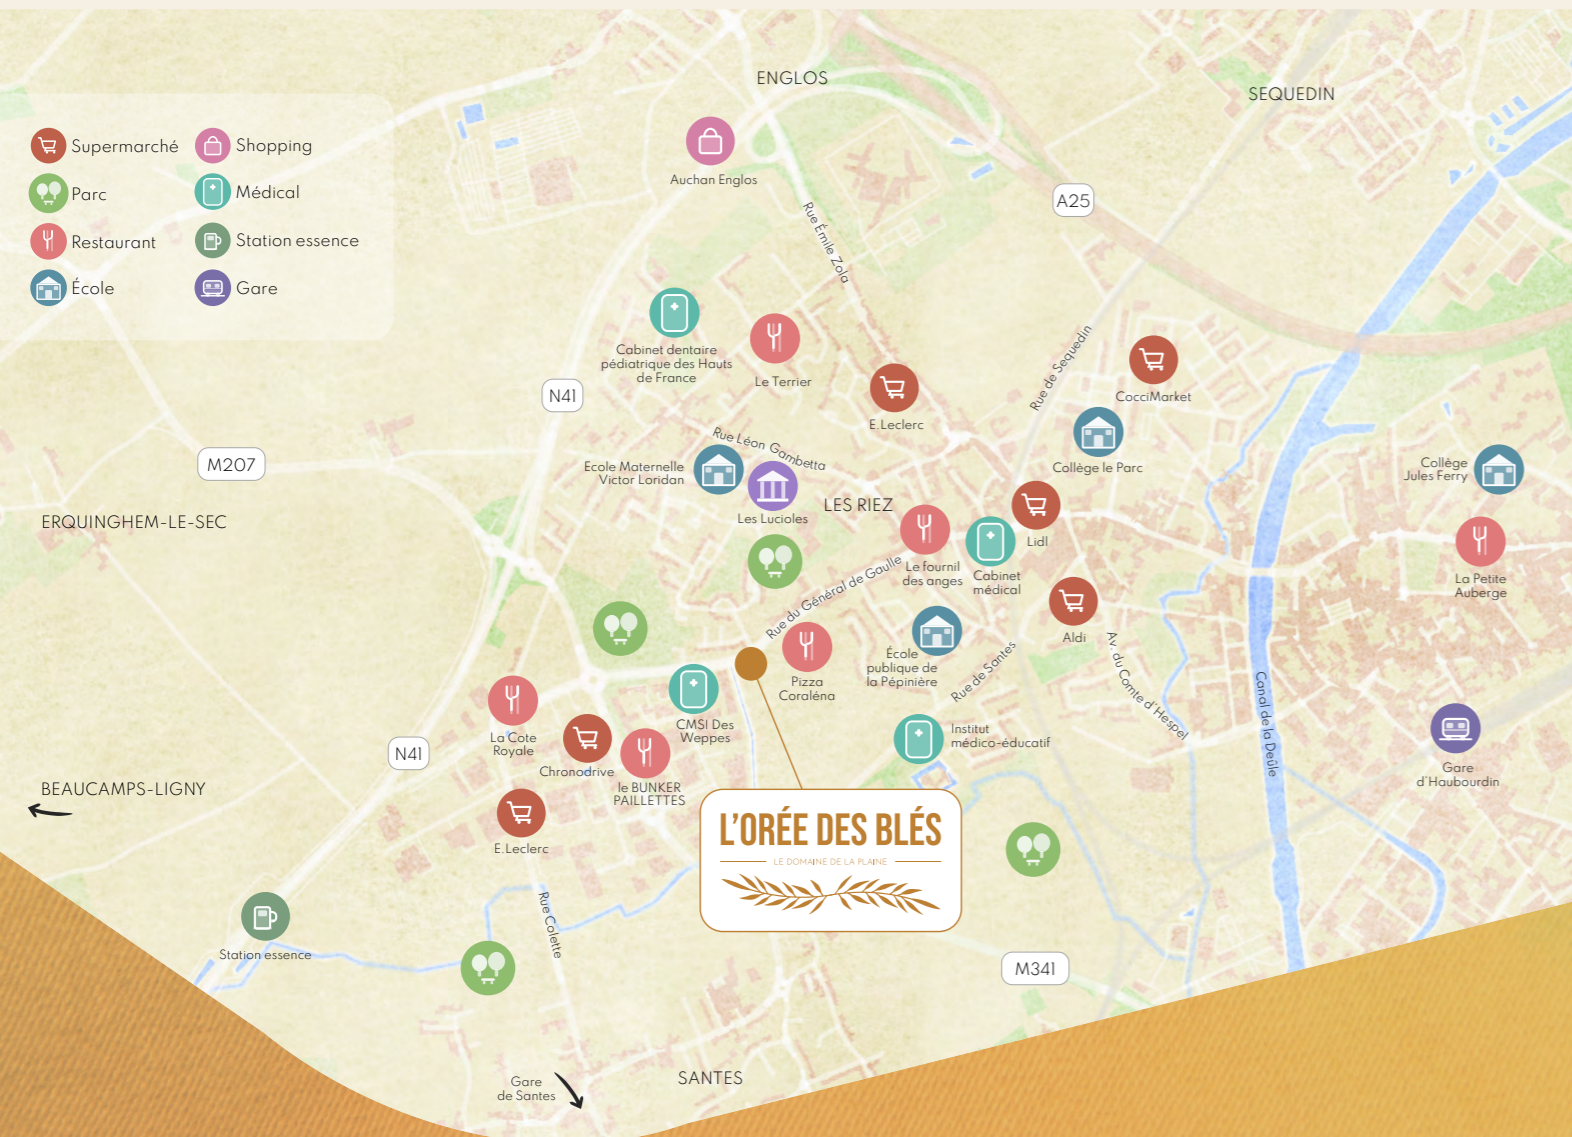 ENGLOS
SEQUEDIN
Supermarché
Shopping
Parc
Médical
Restaurant
Station essence
École
Gare
Auchan Englos
A25
Rue Émile Zola
Cabinet dentaire
pédiatrique des Hauts
de France
Le Terrier
Rue de Sequedin
N41
E.Leclerc
CocciMarket
Rue Léon Gambetta
M207
Ecole Maternelle
Victor Loridan
Collège le Parc
Collège
Jules Ferry
Les Lucioles
LES RIEZ
ERQUINGHEM-LE-SEC
Lidl
Rue du Général de Gaulle
Le fournil
des anges
Cabinet
médical
La Petite
Auberge
Aldi
École
publique de
la Pépinière
Rue de Santes
Av. du Comte d'Hespel
Canal de la Deûle
Pizza
Coraléna
CMSI Des
Weppes
La Cote
Royale
Institut
médico-éducatif
N41
Chronodrive
le BUNKER
PAILLETTES
Gare
d'Haubourdin
BEAUCAMPS-LIGNY
L'ORÉE DES BLÉS
LE DOMAINE DE LA PLAINE
E.Leclerc
Rue Colette
Station essence
M341
Gare
de Santes
SANTES